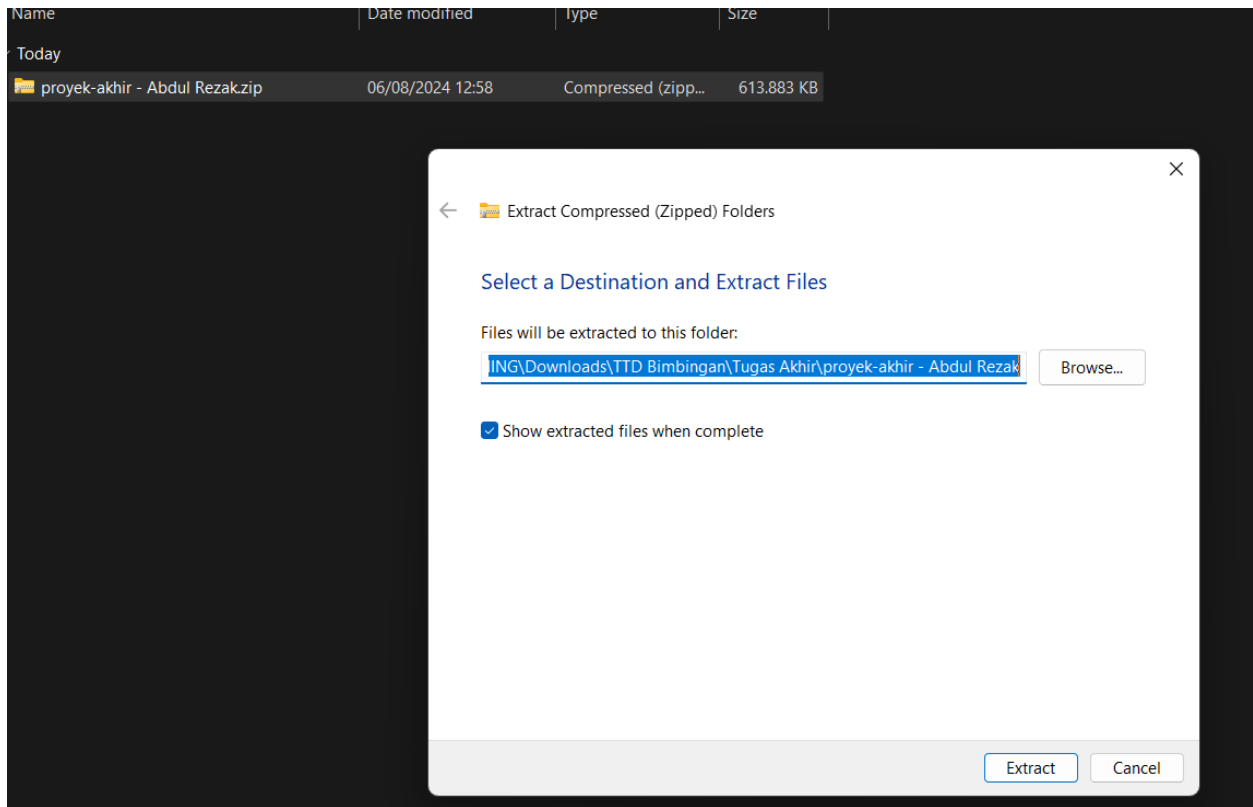 Name Date modified Type Size
Today
proyek-akhir - Abdul Rezak.zip 06/08/2024 12:58 Compressed (zipp... 613.883 KB
Extract Compressed (Zipped) Folders
Select a Destination and Extract Files
Files will be extracted to this folder:
ING\Downloads\TTD Bimbingan\Tugas Akhir\proyek-akhir - Abdul Rezak Browse...
Show extracted files when complete
Extract Cancel